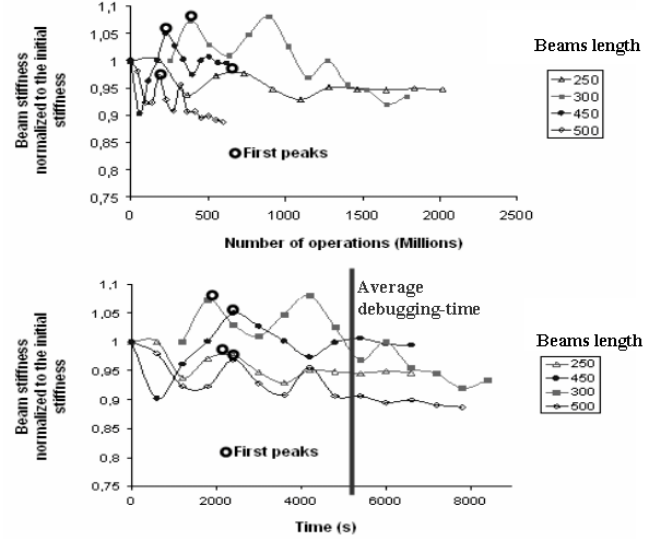 Beam stiffness
normalized to the initial
stiffness
1,1
1,05
1
0,95
0,9
0,85
0,8
0,75
First peaks
0
500
1000
1500
2000
2500
Number of operations (Millions)
Beams length
250
300
450
500
Beam stiffness
normalized to the initial
stiffness
1,1
1,05
1
0,95
0,9
0,85
0,8
0,75
Average
debugging-time
First peaks
0
2000
4000
6000
8000
Time (s)
Beams length
250
450
300
500